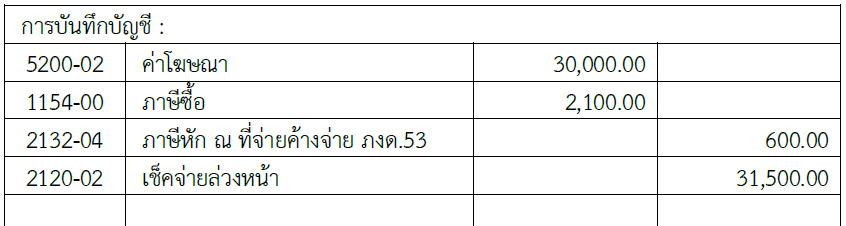 การบันทึกบัญชี :
5200-02 ค่าโฆษณา 30,000.00
1154-00 ภาษีซื้อ 2,100.00
2132-04 ภาษีหัก ณ ที่จ่ายค้างจ่าย ภงด.53 600.00
2120-02 เช็คจ่ายล่วงหน้า 31,500.00